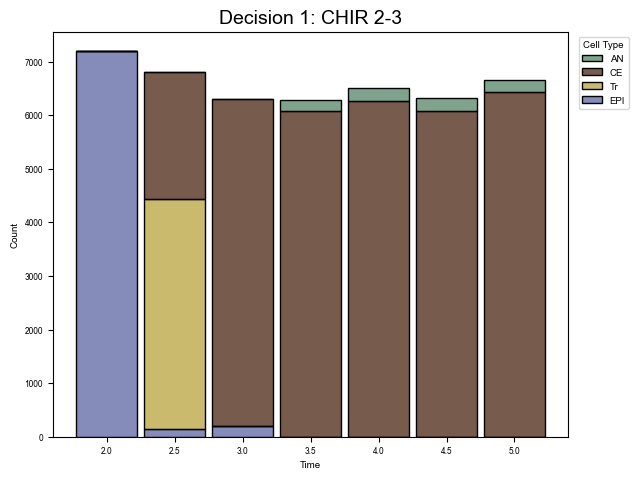 Decision 1: CHIR 2-3
Cell Type
AN
CE
Tr
EPI
7000
6000
5000
4000
3000
2000
1000
0
Count
2.0 2.5 3.0 3.5 4.0 4.5 5.0
Time